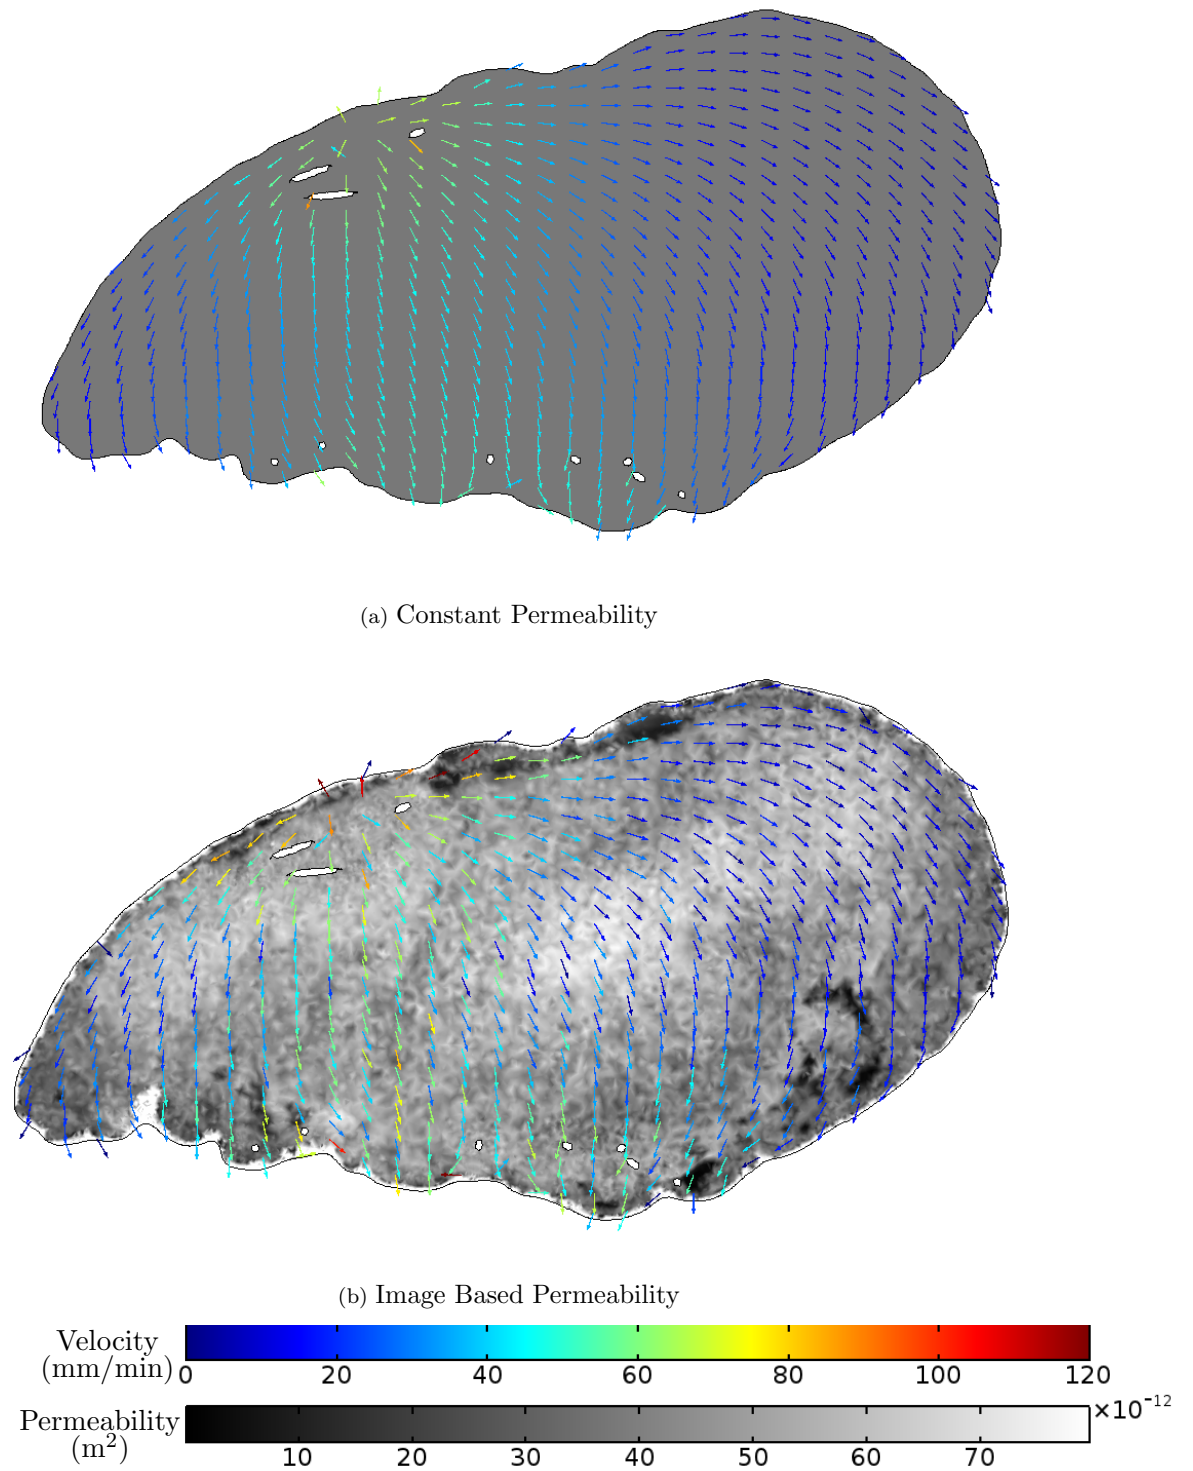 (a) Constant Permeability
(b) Image Based Permeability
Velocity
(mm/min)
0 20 40 60 80 100 120
Permeability
(m²)
×10⁻¹²
10 20 30 40 50 60 70